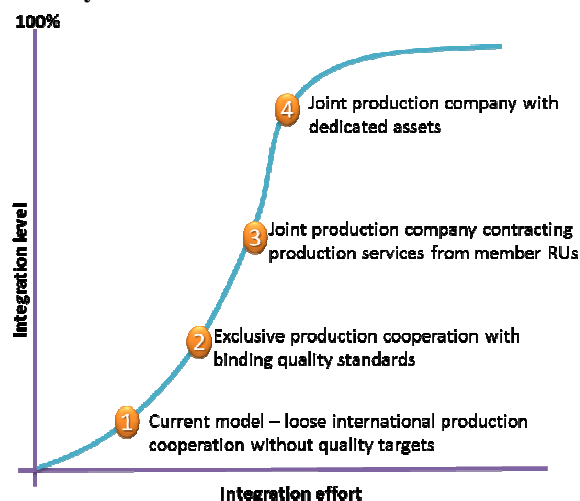 100%
4
Joint production company with
dedicated assets
Integration level
3
Joint production company contracting
production services from member RUs
2
Exclusive production cooperation with
binding quality standards
1
Current model – loose international production
cooperation without quality targets
Integration effort